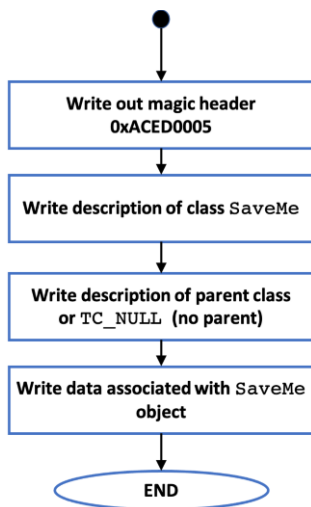 Write out magic header
0xACED0005
Write description of class SaveMe
Write description of parent class
or TC_NULL (no parent)
Write data associated with SaveMe
object
END